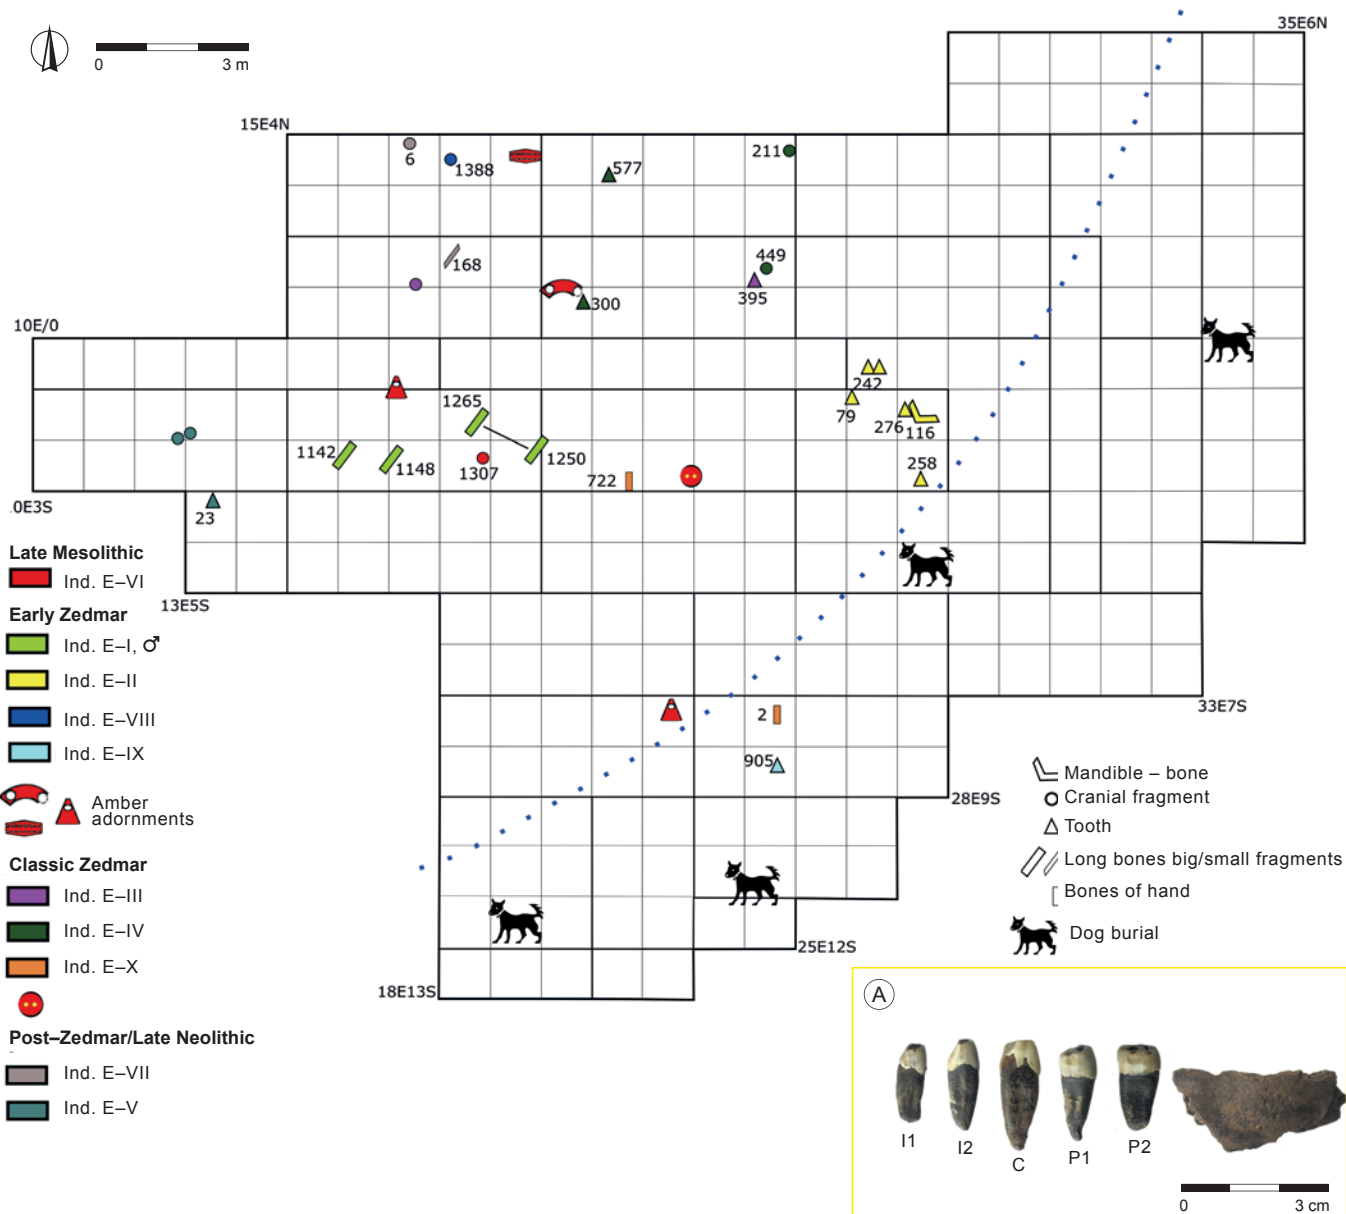 35E6N
0 3 m
15E4N
6
1388
577
211
168
449
395
300
10E/0
242
79
276
116
1265
1142
1148
1307
1250
722
258
.0E3S
23
Late Mesolithic
Ind. E–VI
13E5S
Early Zedmar
Ind. E–I, ♂
Ind. E–II
Ind. E–VIII
Ind. E–IX
Amber
adornments
Classic Zedmar
Ind. E–III
Ind. E–IV
Ind. E–X
Post–Zedmar/Late Neolithic
Ind. E–VII
Ind. E–V
33E7S
2
905
28E9S
25E12S
18E13S
Mandible – bone
Cranial fragment
Tooth
Long bones big/small fragments
Bones of hand
Dog burial
A
I1 I2 C P1 P2
0 3 cm